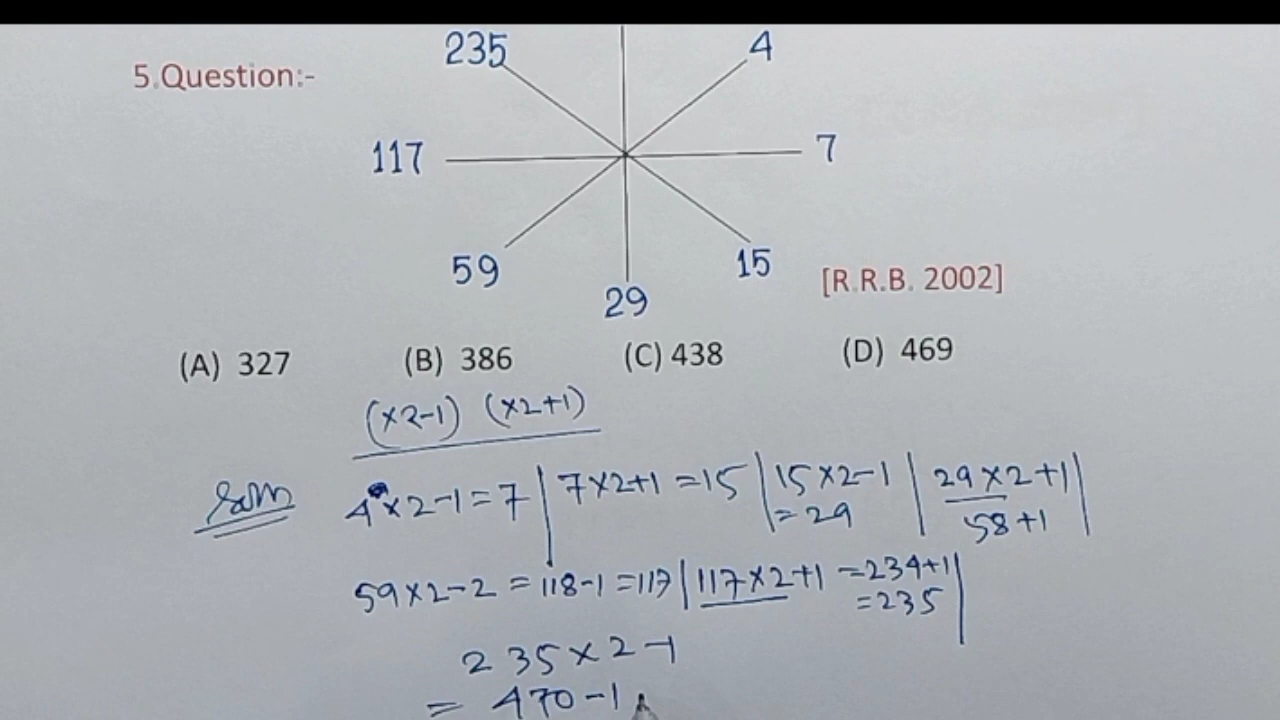 235 4
5.Question:-
117 7
59 15
[R.R.B. 2002]
29
(A) 327 (B) 386 (C) 438 (D) 469
(×2-1) (×2+1)
4×2-1=7 | 7×2+1=15 | 15×2-1 | 29×2+1 |
=29 58+1
59×2-2 = 118-1=117 | 117×2+1 =234+1 |
=235
235×2-1
= 470-1